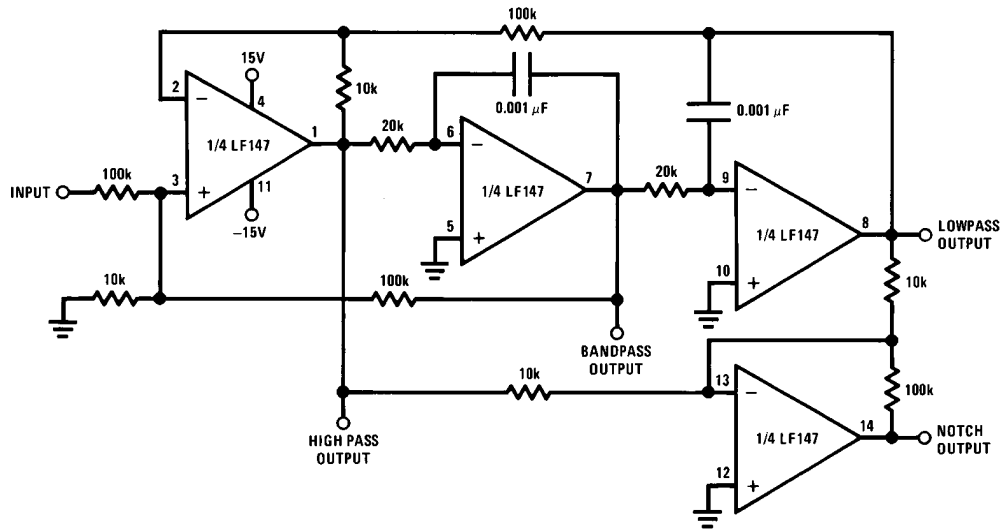 100k
15V
2
−
4
10k
0.001 µF
0.001 µF
1/4 LF147
1
20k
6
−
INPUT
100k
3
+
11
−15V
1/4 LF147
7
20k
9
−
5
+
1/4 LF147
8
LOWPASS
OUTPUT
10k
100k
10
+
10k
BANDPASS
OUTPUT
10k
13
−
100k
HIGH PASS
OUTPUT
1/4 LF147
14
NOTCH
OUTPUT
12
+